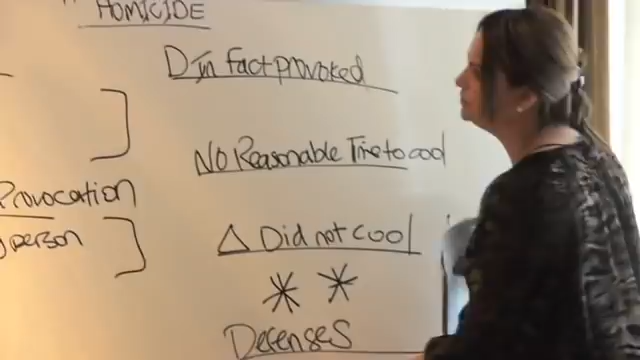 HOMICIDE
D in fact provoked
No Reasonable Time to cool
Provocation
person
Δ Did not cool
Defenses